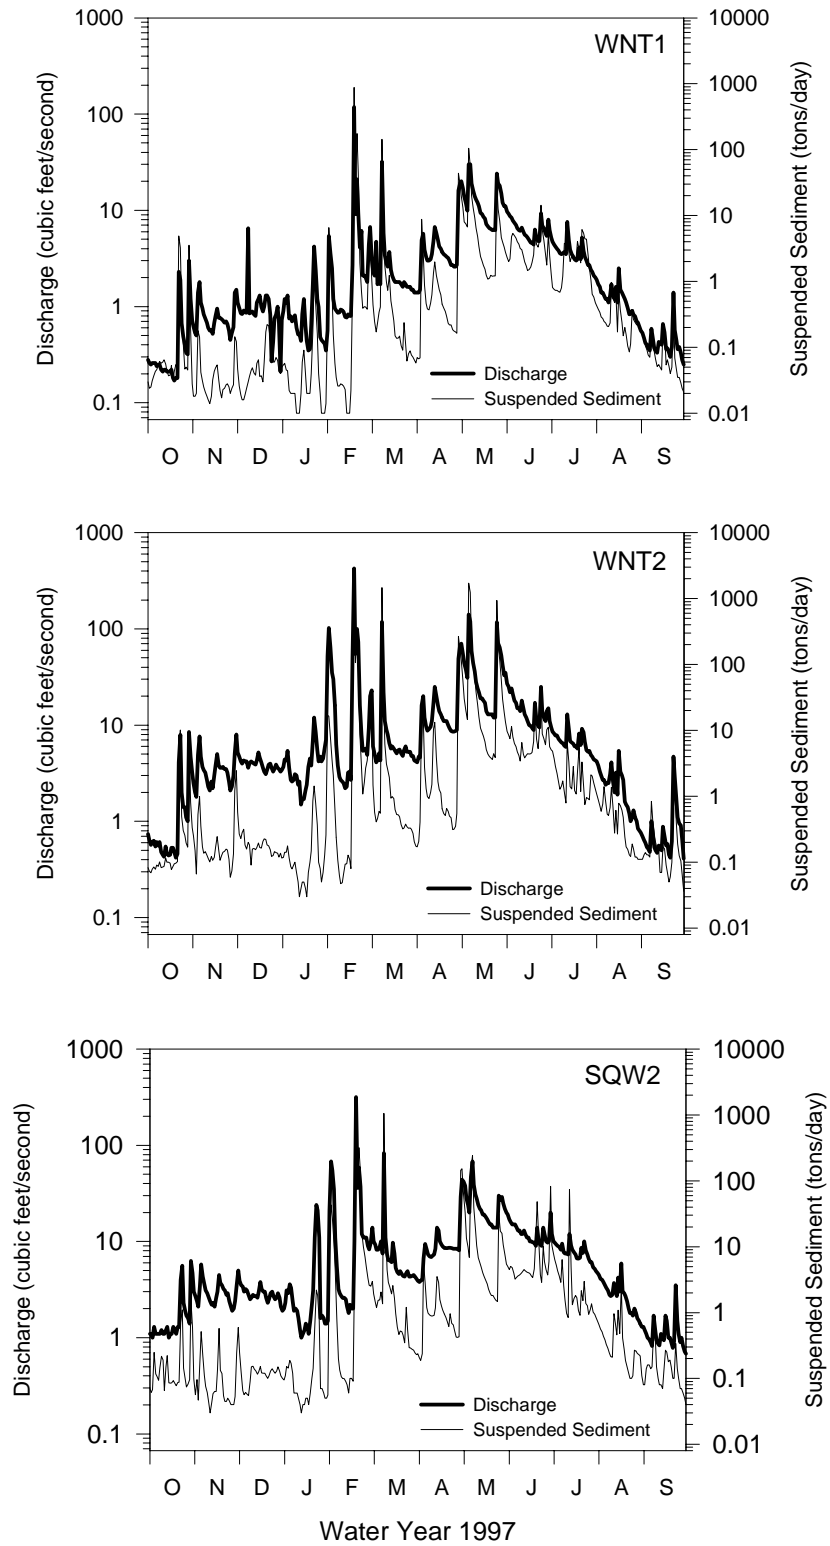 WNT1
Discharge (cubic feet/second)
1000
100
10
1
0.1
Suspended Sediment (tons/day)
10000
1000
100
10
1
0.1
0.01
Discharge
Suspended Sediment
O N D J F M A M J J A S
WNT2
Discharge (cubic feet/second)
1000
100
10
1
0.1
Suspended Sediment (tons/day)
10000
1000
100
10
1
0.1
0.01
Discharge
Suspended Sediment
O N D J F M A M J J A S
SQW2
Discharge (cubic feet/second)
1000
100
10
1
0.1
Suspended Sediment (tons/day)
10000
1000
100
10
1
0.1
0.01
Discharge
Suspended Sediment
O N D J F M A M J J A S
Water Year 1997